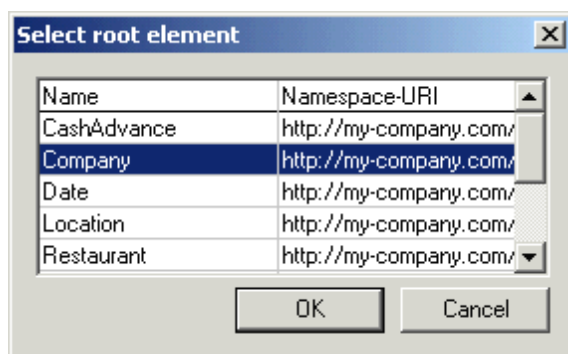 Select root element
Name Namespace-URI
CashAdvance http://my-company.com/
Company http://my-company.com/
Date http://my-company.com/
Location http://my-company.com/
Restaurant http://my-company.com/
OK Cancel